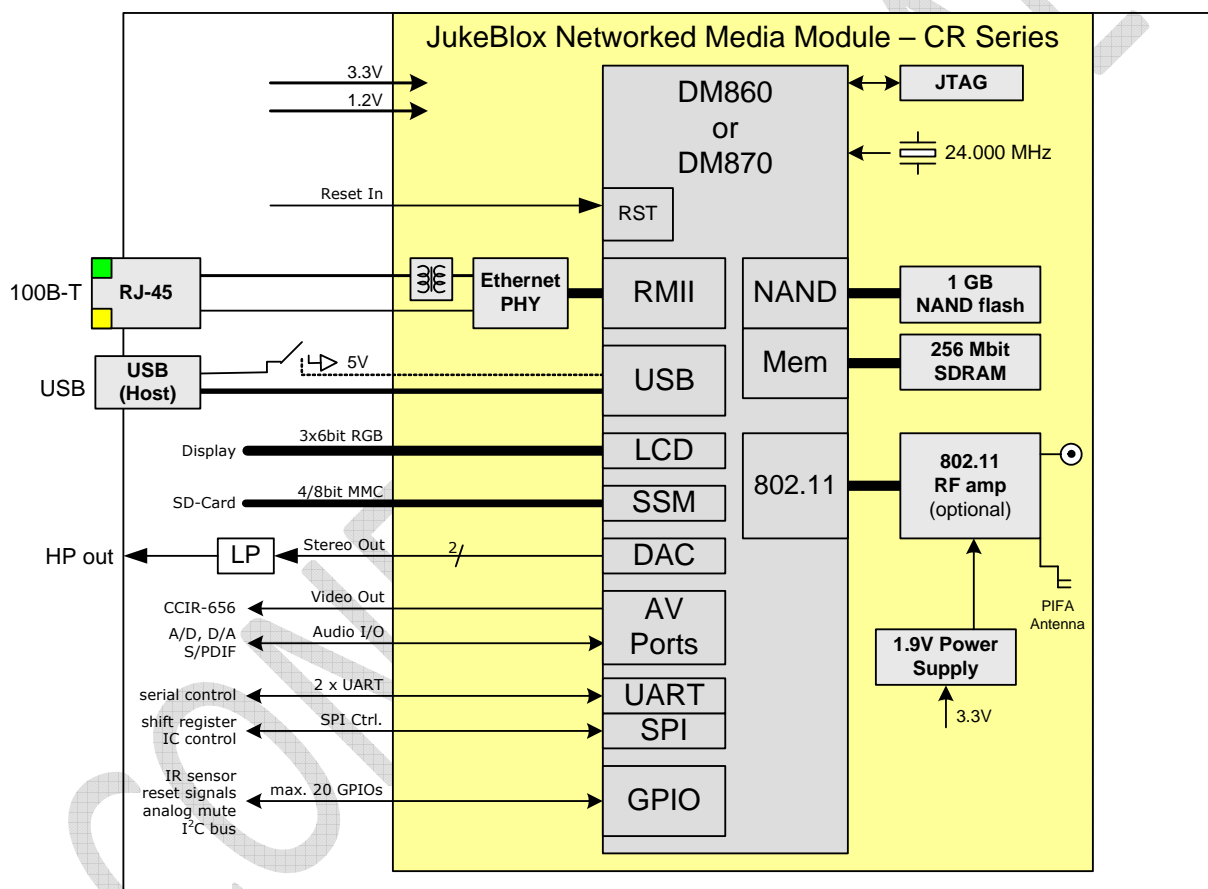 JukeBlox Networked Media Module – CR Series
3.3V
1.2V
DM860
or
DM870
JTAG
24.000 MHz
Reset In
RST
100B-T
RJ-45
Ethernet
PHY
RMII
NAND
1 GB
NAND flash
USB
USB
(Host)
5V
USB
Mem
256 Mbit
SDRAM
Display
3x6bit RGB
LCD
SD-Card
4/8bit MMC
SSM
802.11
802.11
RF amp
(optional)
HP out
LP
Stereo Out
2
DAC
CCIR-656
Video Out
A/D, D/A
S/PDIF
Audio I/O
AV
Ports
PIFA
Antenna
1.9V Power
Supply
3.3V
serial control
2 x UART
UART
shift register
IC control
SPI Ctrl.
SPI
IR sensor
reset signals
analog mute
I2C bus
max. 20 GPIOs
GPIO